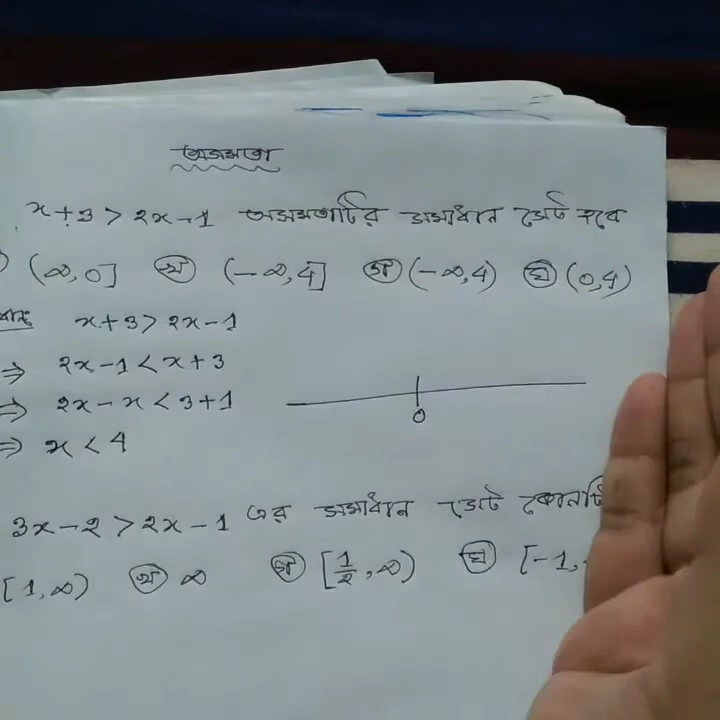 অসমতা
x+3 > 2x-1 অসমতাটির সমাধান সেট হবে
(∞,0] খ (-∞,4] গ (-∞,4) ঘ (0,4)
x+3 > 2x-1
⇒ 2x-1 < x+3
⇒ 2x-x < 3+1
⇒ x < 4
0
3x-2 > 2x-1 এর সমাধান সেট কোনটি
[1,∞) খ ∞ গ [1/2,∞) ঘ [-1,